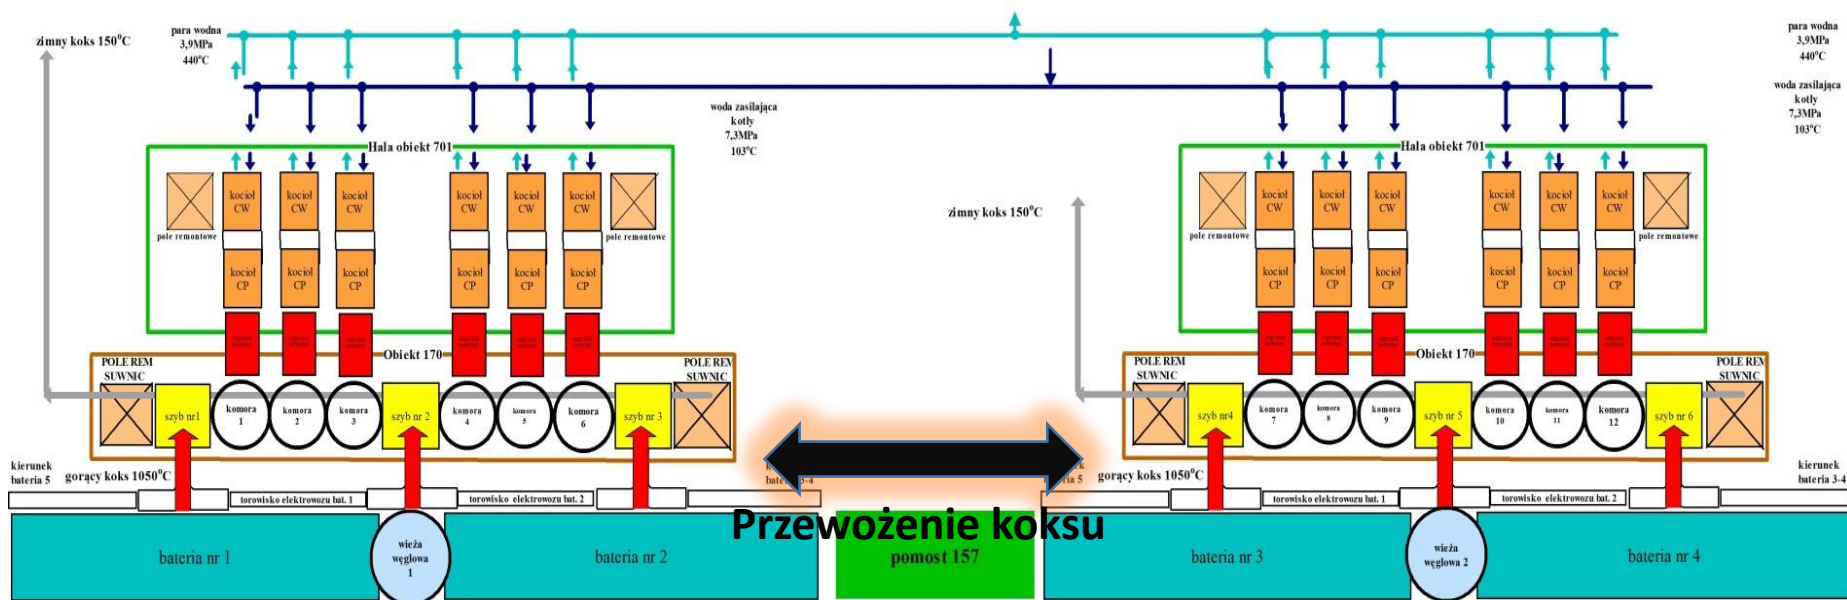 zimny koks 150°C
para wodna
3,9MPa
440°C
para wodna
3,9MPa
440°C
woda zasilająca
kotły
7,3MPa
103°C
woda zasilająca
kotły
7,3MPa
103°C
Hala obiekt 701
Hala obiekt 701
kocioł
CW
kocioł
CW
kocioł
CW
kocioł
CW
kocioł
CW
kocioł
CW
pole remontowe
pole remontowe
kocioł
CP
kocioł
CP
kocioł
CP
kocioł
CP
kocioł
CP
kocioł
CP
zimny koks 150°C
kocioł
CW
kocioł
CW
kocioł
CW
kocioł
CW
kocioł
CW
kocioł
CW
pole remontowe
pole remontowe
kocioł
CP
kocioł
CP
kocioł
CP
kocioł
CP
kocioł
CP
kocioł
CP
Obiekt 170
POLE REM
SUWNIC
POLE REM
SUWNIC
szyb nr1
komora
1
komora
2
komora
3
szyb nr 2
komora
4
komora
5
komora
6
szyb nr 3
Obiekt 170
POLE REM
SUWNIC
POLE REM
SUWNIC
szyb nr4
komora
7
komora
8
komora
9
szyb nr 5
komora
10
komora
11
komora
12
szyb nr 6
kierunek
bateria 5
gorący koks 1050°C
torowisko elektrowozu bat. 1
torowisko elektrowozu bat. 2
3-4
5
gorący koks 1050°C
torowisko elektrowozu bat. 1
torowisko elektrowozu bat. 2
kierunek
bateria 3-4
Przewożenie koksu
bateria nr 1
wieża
węglowa
1
bateria nr 2
pomost 157
bateria nr 3
wieża
węglowa 2
bateria nr 4